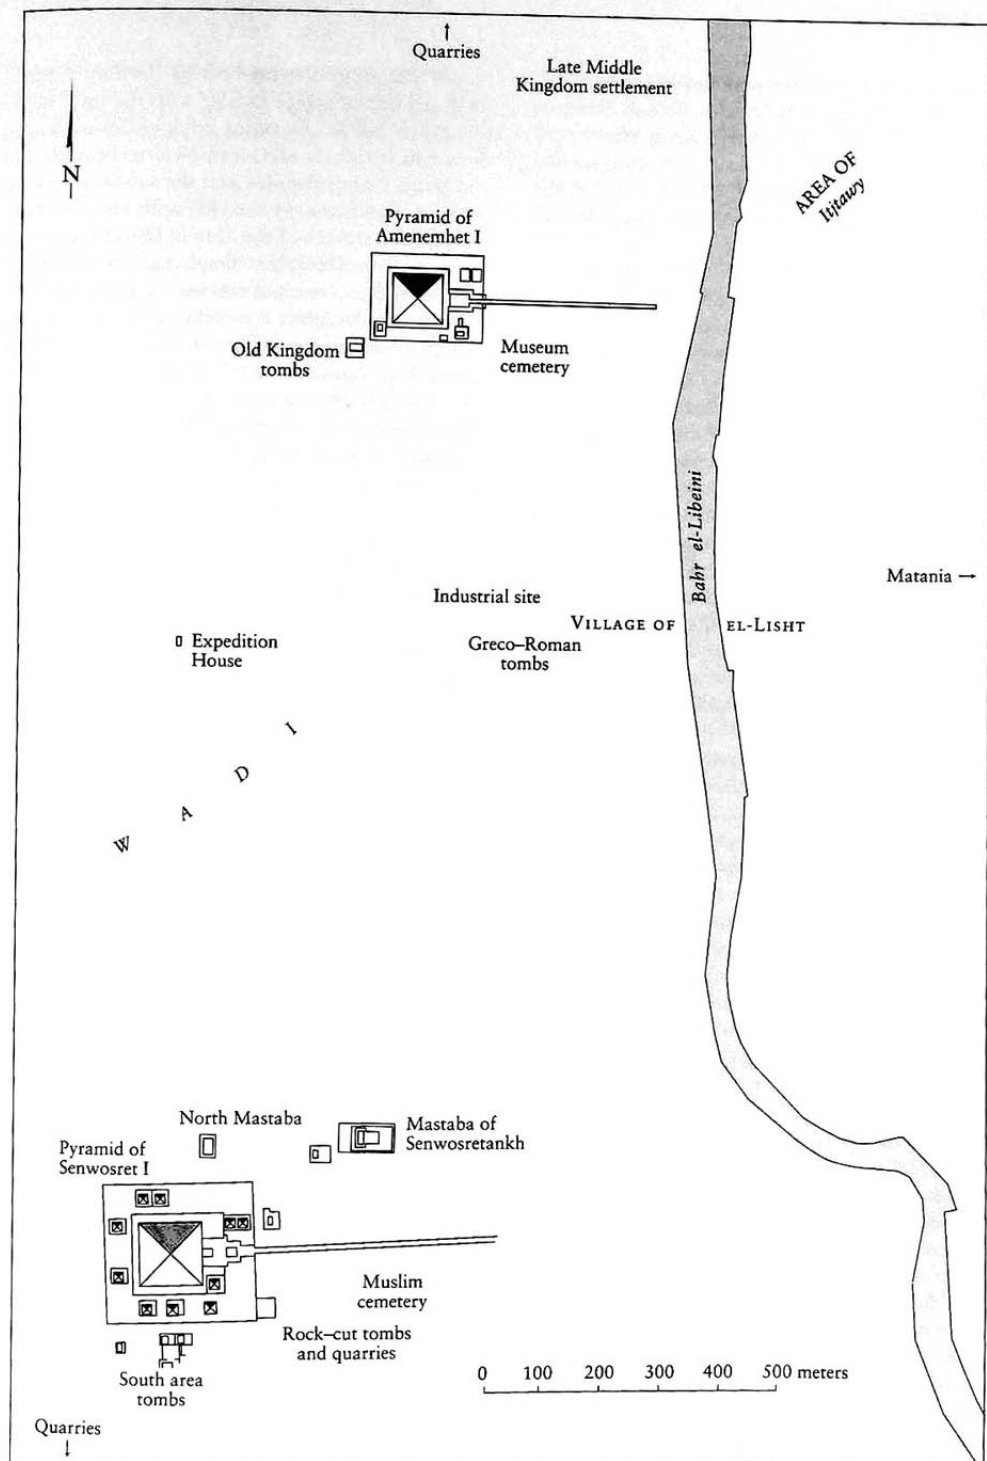 Quarries
Late Middle
Kingdom settlement
N
AREA OF
Itjtawy
Pyramid of
Amenemhet I
Old Kingdom
tombs
Museum
cemetery
Bahr el-Libeini
Matania
Industrial site
VILLAGE OF EL-LISHT
Expedition
House
Greco-Roman
tombs
WADI
North Mastaba
Mastaba of
Senwosretankh
Pyramid of
Senwosret I
Muslim
cemetery
Rock-cut tombs
and quarries
South area
tombs
0 100 200 300 400 500 meters
Quarries